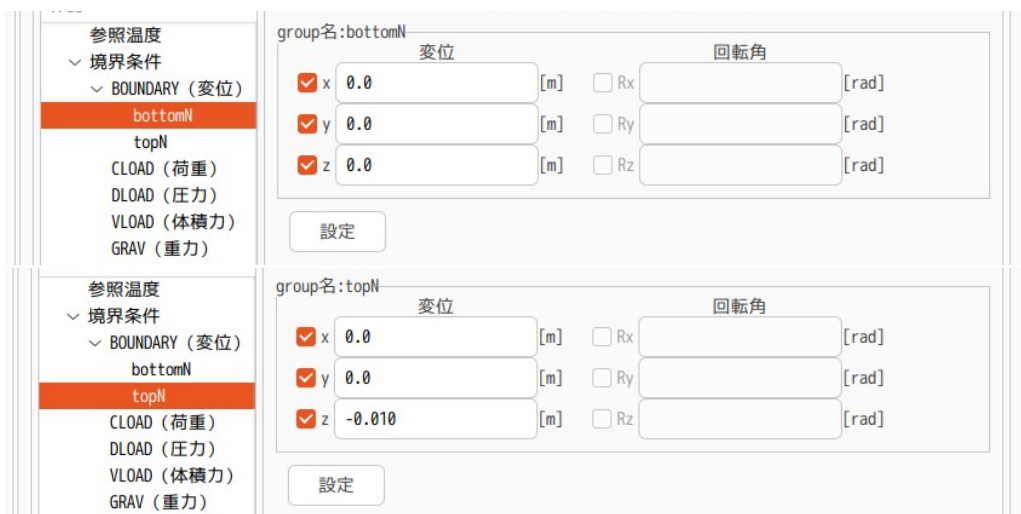 参照温度
境界条件
BOUNDARY (変位)
bottomN
topN
CLOAD (荷重)
DLOAD (圧力)
VLOAD (体積力)
GRAV (重力)
group名:bottomN
変位 回転角
x 0.0 [m] Rx [rad]
y 0.0 [m] Ry [rad]
z 0.0 [m] Rz [rad]
設定
参照温度
境界条件
BOUNDARY (変位)
bottomN
topN
CLOAD (荷重)
DLOAD (圧力)
VLOAD (体積力)
GRAV (重力)
group名:topN
変位 回転角
x 0.0 [m] Rx [rad]
y 0.0 [m] Ry [rad]
z -0.010 [m] Rz [rad]
設定